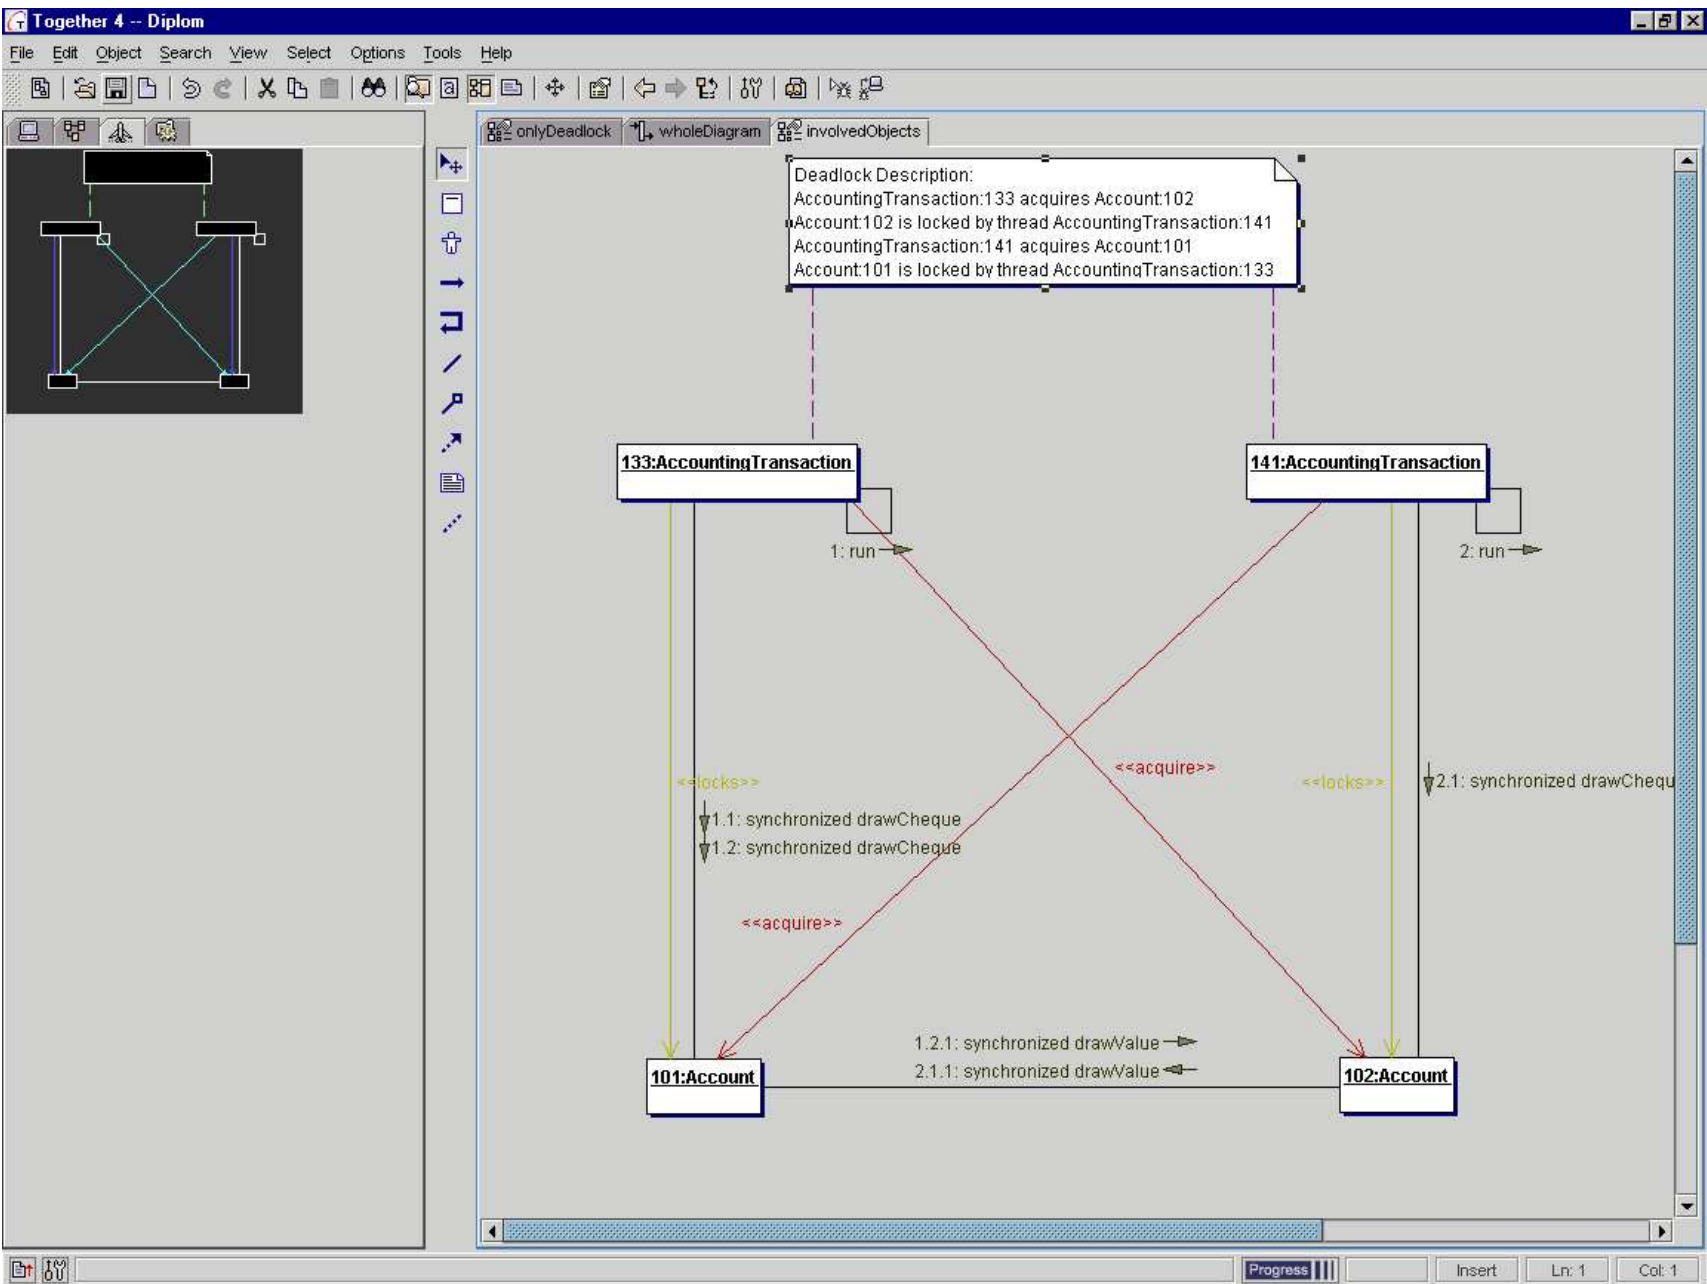 Together 4 -- Diplom
File Edit Object Search View Select Options Tools Help
onlyDeadlock wholeDiagram involvedObjects
Deadlock Description:
AccountingTransaction:133 acquires Account:102
Account:102 is locked by thread AccountingTransaction:141
AccountingTransaction:141 acquires Account:101
Account:101 is locked by thread AccountingTransaction:133
133:AccountingTransaction
141:AccountingTransaction
1: run
2: run
<<acquire>>
<<locks>>
<<locks>>
2.1: synchronized drawChequ
1.1: synchronized drawCheque
1.2: synchronized drawCheque
<<acquire>>
1.2.1: synchronized drawValue
2.1.1: synchronized drawValue
101:Account
102:Account
Progress Insert Ln: 1 Col: 1